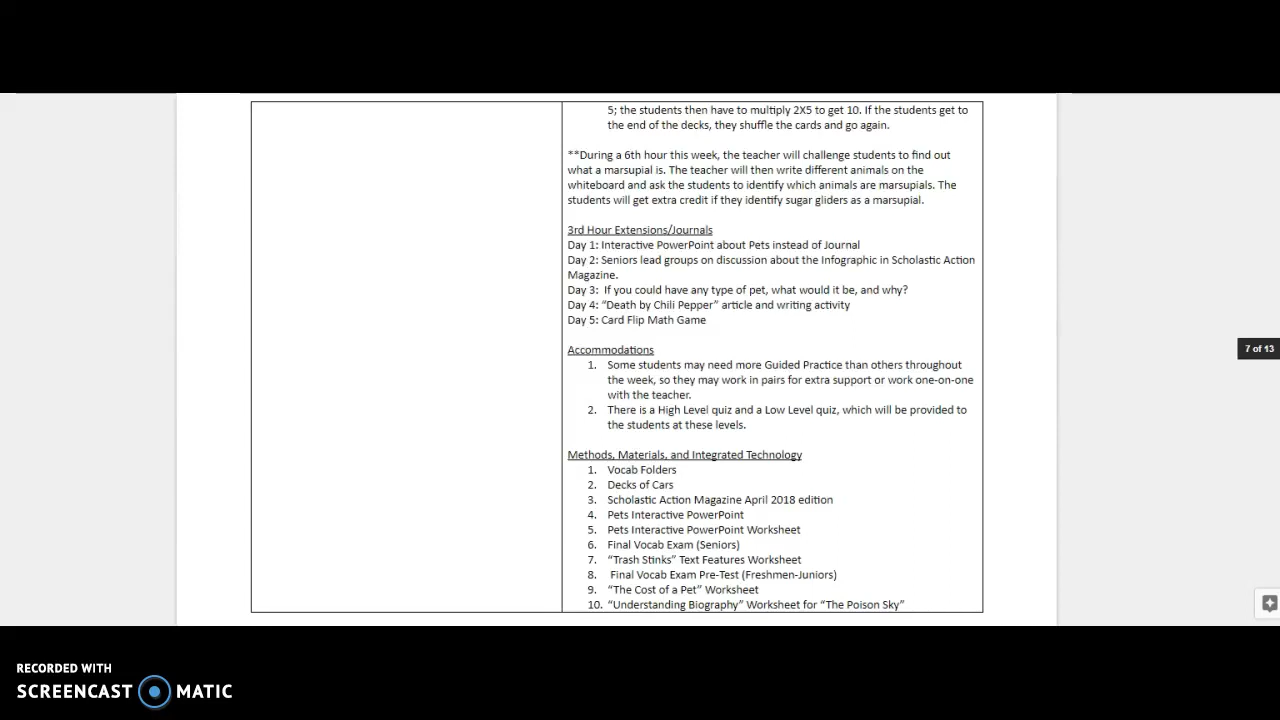 5; the students then have to multiply 2X5 to get 10. If the students get to
the end of the decks, they shuffle the cards and go again.
**During a 6th hour this week, the teacher will challenge students to find out
what a marsupial is. The teacher will then write different animals on the
whiteboard and ask the students to identify which animals are marsupials. The
students will get extra credit if they identify sugar gliders as a marsupial.
3rd Hour Extensions/Journals
Day 1: Interactive PowerPoint about Pets instead of Journal
Day 2: Seniors lead groups on discussion about the Infographic in Scholastic Action
Magazine.
Day 3:  If you could have any type of pet, what would it be, and why?
Day 4: “Death by Chili Pepper” article and writing activity
Day 5: Card Flip Math Game
Accommodations
1. Some students may need more Guided Practice than others throughout
the week, so they may work in pairs for extra support or work one-on-one
with the teacher.
2. There is a High Level quiz and a Low Level quiz, which will be provided to
the students at these levels.
Methods, Materials, and Integrated Technology
1. Vocab Folders
2. Decks of Cars
3. Scholastic Action Magazine April 2018 edition
4. Pets Interactive PowerPoint
5. Pets Interactive PowerPoint Worksheet
6. Final Vocab Exam (Seniors)
7. “Trash Stinks” Text Features Worksheet
8. Final Vocab Exam Pre-Test (Freshmen-Juniors)
9. “The Cost of a Pet” Worksheet
10. “Understanding Biography” Worksheet for “The Poison Sky”
7 of 13
RECORDED WITH
SCREENCAST MATIC